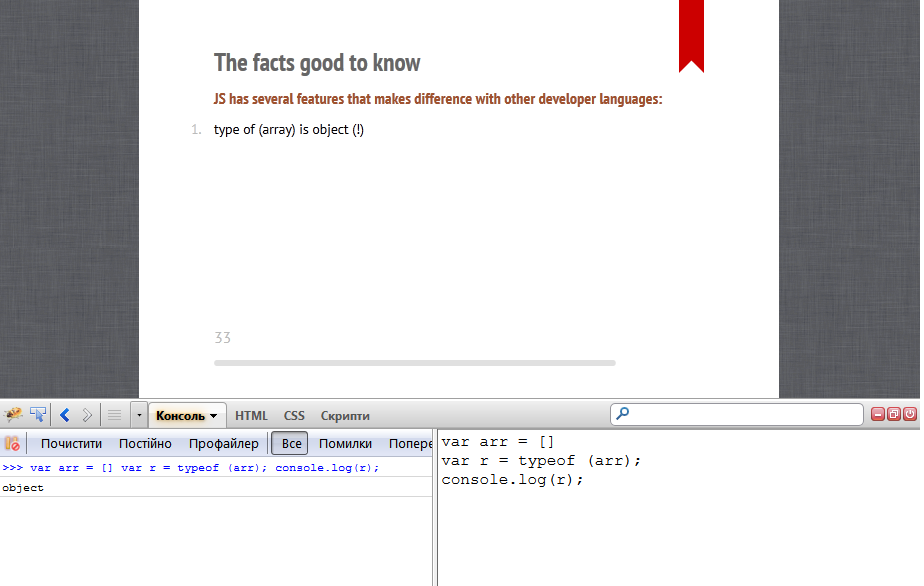 The facts good to know
JS has several features that makes difference with other developer languages:
1. type of (array) is object (!)
33
Консоль HTML CSS Скрипти
Почистити Постійно Профайлер Все Помилки Попере
>>> var arr = [] var r = typeof (arr); console.log(r);
object
var arr = []
var r = typeof (arr);
console.log(r);